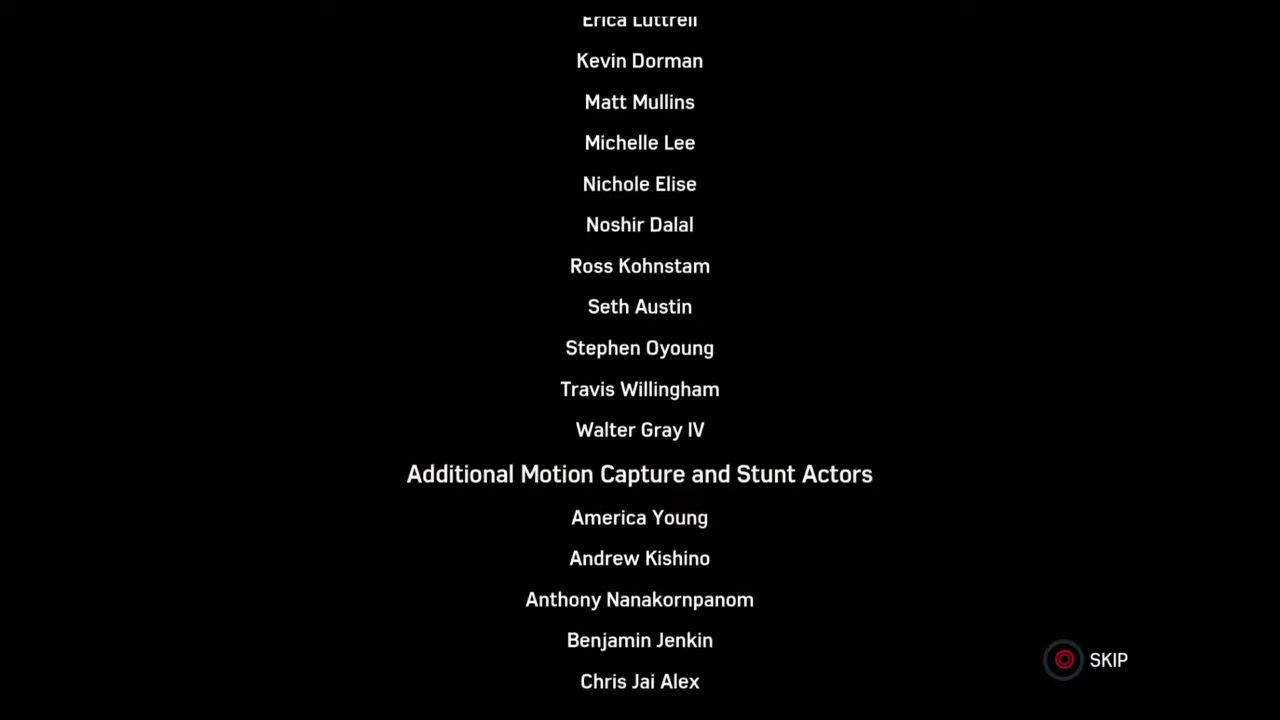 Erica Luttrell
Kevin Dorman
Matt Mullins
Michelle Lee
Nichole Elise
Noshir Dalal
Ross Kohnstam
Seth Austin
Stephen Oyoung
Travis Willingham
Walter Gray IV
Additional Motion Capture and Stunt Actors
America Young
Andrew Kishino
Anthony Nanakornpanom
Benjamin Jenkin
Chris Jai Alex
SKIP